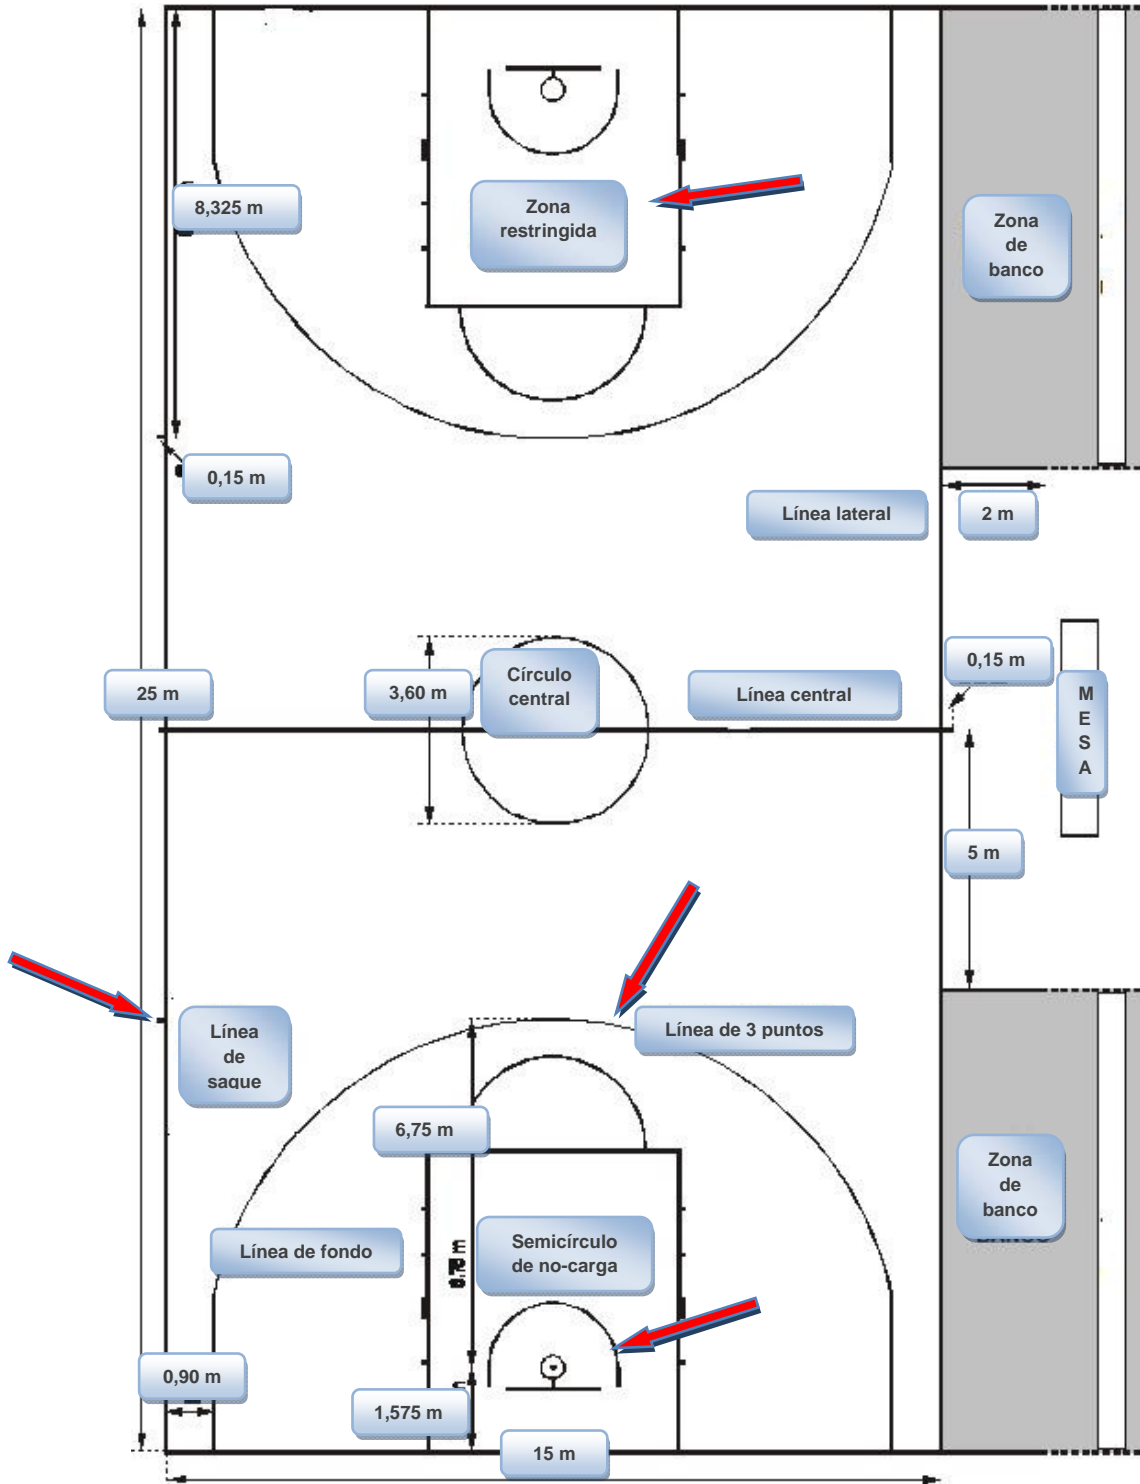 8,325 m
Zona
restringida
Zona
de
banco
0,15 m
Línea lateral
2 m
0,15 m
25 m
3,60 m
Círculo
central
Línea central
M
E
S
A
5 m
Línea
de
saque
Línea de 3 puntos
6,75 m
Zona
de
banco
Línea de fondo
Semicírculo
de no-carga
0,90 m
1,575 m
15 m